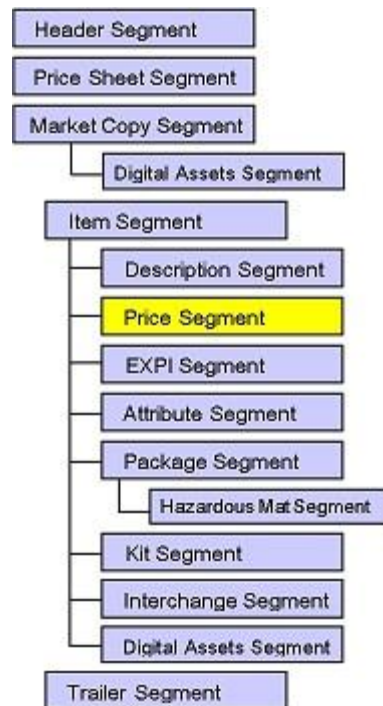 Header Segment
Price Sheet Segment
Market Copy Segment
Digital Assets Segment
Item Segment
Description Segment
Price Segment
EXPI Segment
Attribute Segment
Package Segment
Hazardous Mat Segment
Kit Segment
Interchange Segment
Digital Assets Segment
Trailer Segment